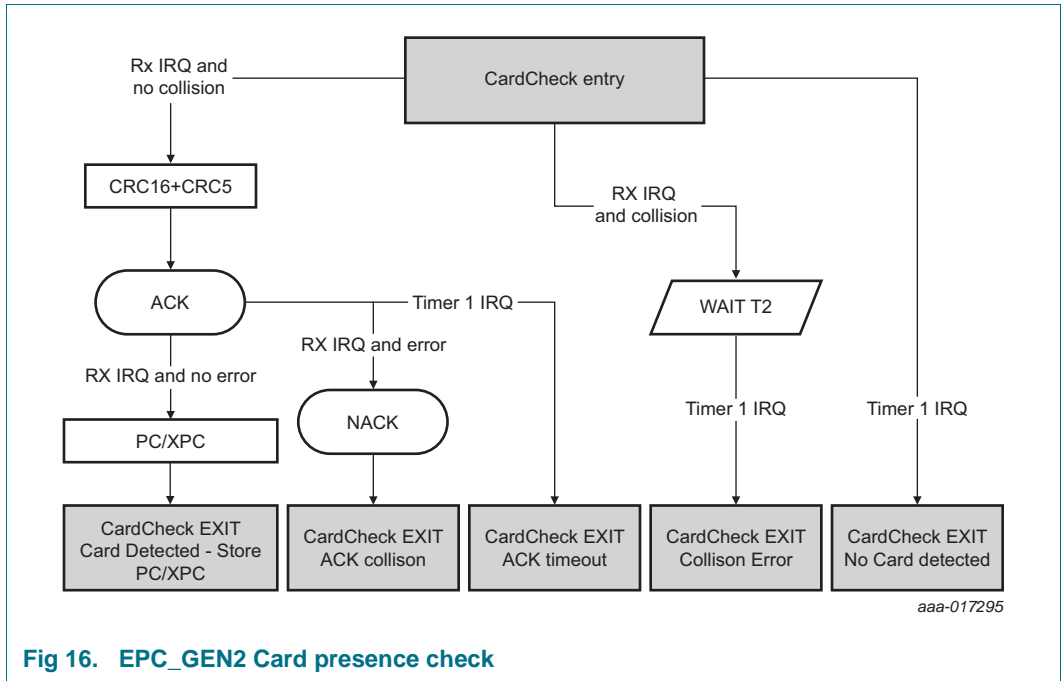 CardCheck entry
Rx IRQ and
no collision
CRC16+CRC5
RX IRQ
and collision
ACK
Timer 1 IRQ
WAIT T2
RX IRQ and error
RX IRQ and no error
NACK
Timer 1 IRQ
Timer 1 IRQ
PC/XPC
CardCheck EXIT
Card Detected - Store
PC/XPC
CardCheck EXIT
ACK collison
CardCheck EXIT
ACK timeout
CardCheck EXIT
Collison Error
CardCheck EXIT
No Card detected
aaa-017295
Fig 16. EPC_GEN2 Card presence check